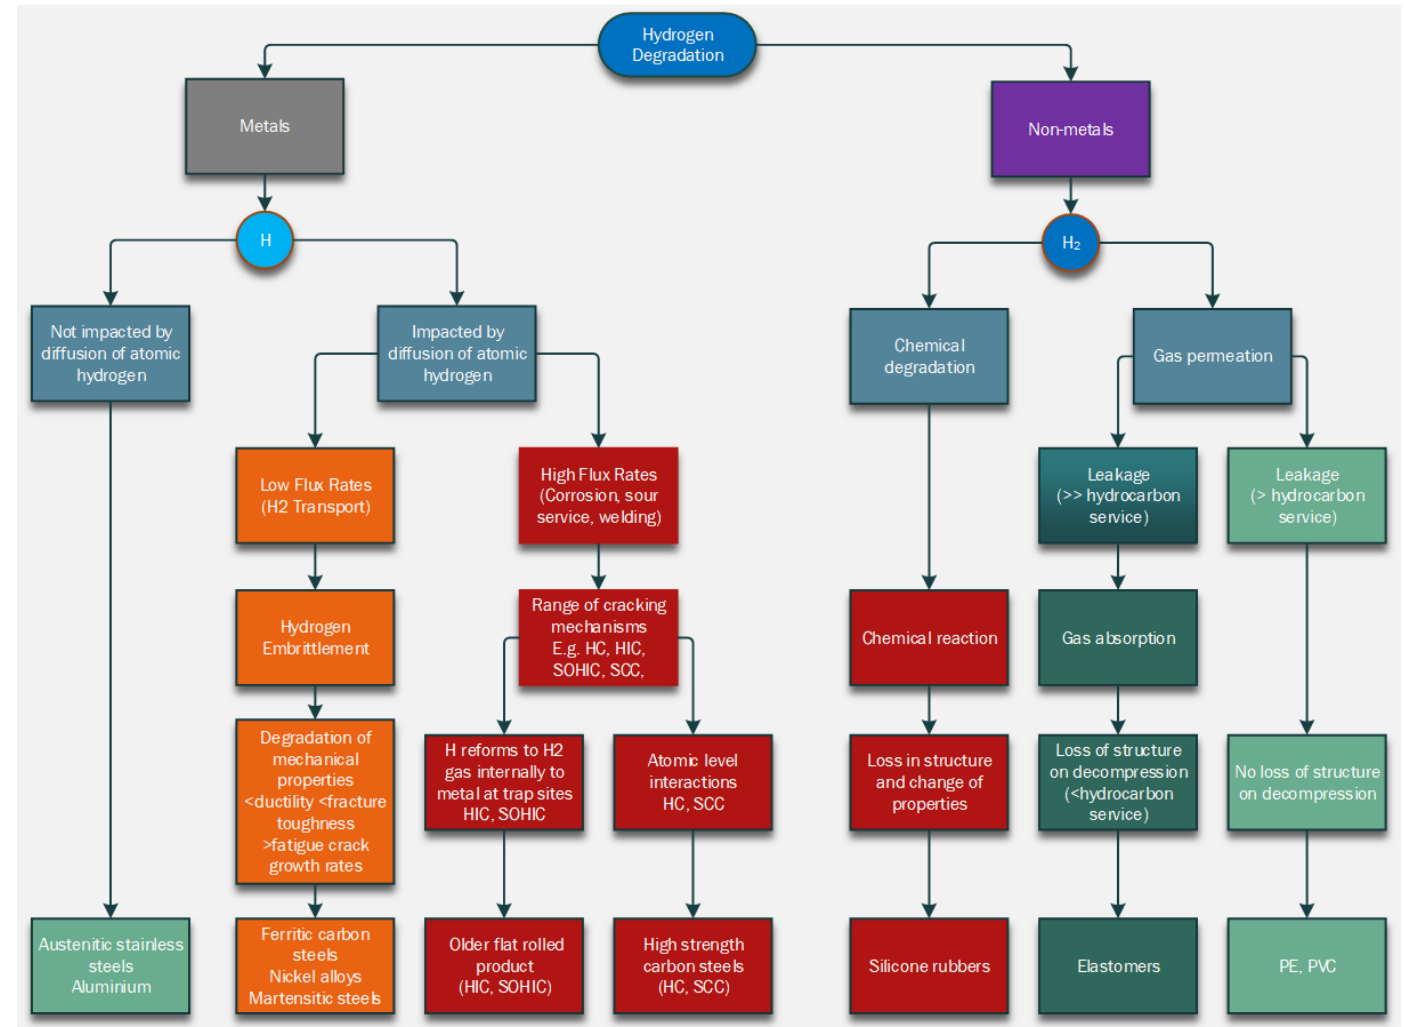 Hydrogen
Degradation
Metals
Non-metals
H
H₂
Not impacted by
diffusion of atomic
hydrogen
Impacted by
diffusion of atomic
hydrogen
Chemical
degradation
Gas permeation
Low Flux Rates
(H2 Transport)
High Flux Rates
(Corrosion, sour
service, welding)
Leakage
(>> hydrocarbon
service)
Leakage
(> hydrocarbon
service)
Hydrogen
Embrittlement
Range of cracking
mechanisms
E.g. HC, HIC,
SOHIC, SCC,
Chemical reaction
Gas absorption
Degradation of
mechanical
properties
<ductility <fracture
toughness
>fatigue crack
growth rates
H reforms to H2
gas internally to
metal at trap sites
HIC, SOHIC
Atomic level
interactions
HC, SCC
Loss in structure
and change of
properties
Loss of structure
on decompression
(<hydrocarbon
service)
No loss of structure
on decompression
Austenitic stainless
steels
Aluminium
Ferritic carbon
steels
Nickel alloys
Martensitic steels
Older flat rolled
product
(HIC, SOHIC)
High strength
carbon steels
(HC, SCC)
Silicone rubbers
Elastomers
PE, PVC